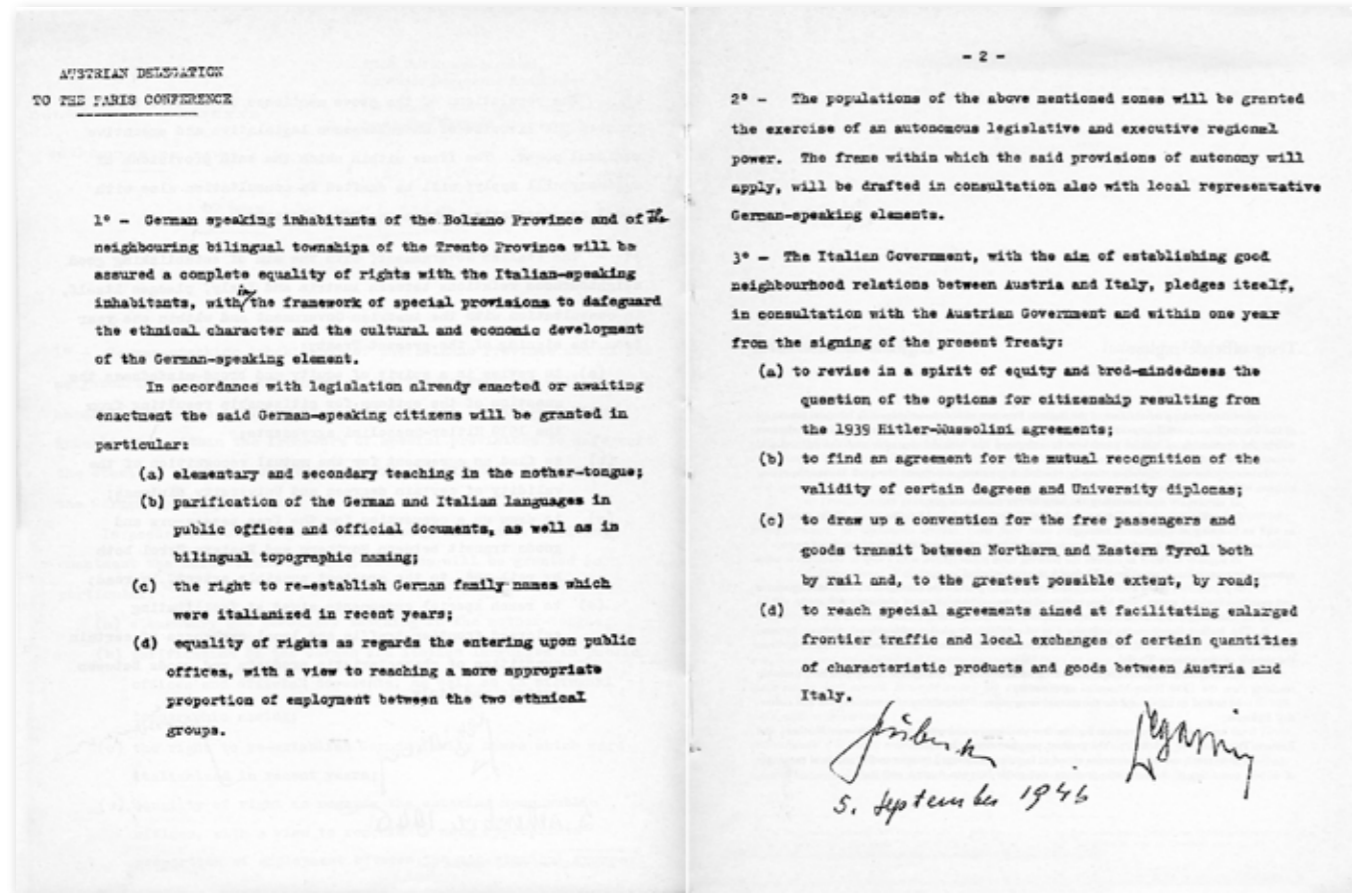 AUSTRIAN DELEGATION
TO THE PARIS CONFERENCE
1° - German speaking inhabitants of the Bolzano Province and of the
neighbouring bilingual townships of the Trento Province will be
assured a complete equality of rights with the Italian-speaking
inhabitants, within the framework of special provisions to dafeguard
the ethnical character and the cultural and economic development
of the German-speaking element.
In accordance with legislation already enacted or awaiting
enactment the said German-speaking citizens will be granted in
particular:
(a) elementary and secondary teaching in the mother-tongue;
(b) parification of the German and Italian languages in
public offices and official documents, as well as in
bilingual topographic naming;
(c) the right to re-establish German family names which
were italianized in recent years;
(d) equality of rights as regards the entering upon public
offices, with a view to reaching a more appropriate
proportion of employment between the two ethnical
groups.
- 2 -
2° - The populations of the above mentioned zones will be granted
the exercise of an autonomous legislative and executive regional
power. The frame within which the said provisions of autonomy will
apply, will be drafted in consultation also with local representative
German-speaking elements.
3° - The Italian Government, with the aim of establishing good
neighbourhood relations between Austria and Italy, pledges itself,
in consultation with the Austrian Government and within one year
from the signing of the present Treaty:
(a) to revise in a spirit of equity and brod-mindedness the
question of the options for citizenship resulting from
the 1939 Hitler-Mussolini agreements;
(b) to find an agreement for the mutual recognition of the
validity of certain degrees and University diplomas;
(c) to draw up a convention for the free passengers and
goods transit between Northern and Eastern Tyrol both
by rail and, to the greatest possible extent, by road;
(d) to reach special agreements aimed at facilitating enlarged
frontier traffic and local exchanges of certain quantities
of characteristic products and goods between Austria and
Italy.
5. September 1946